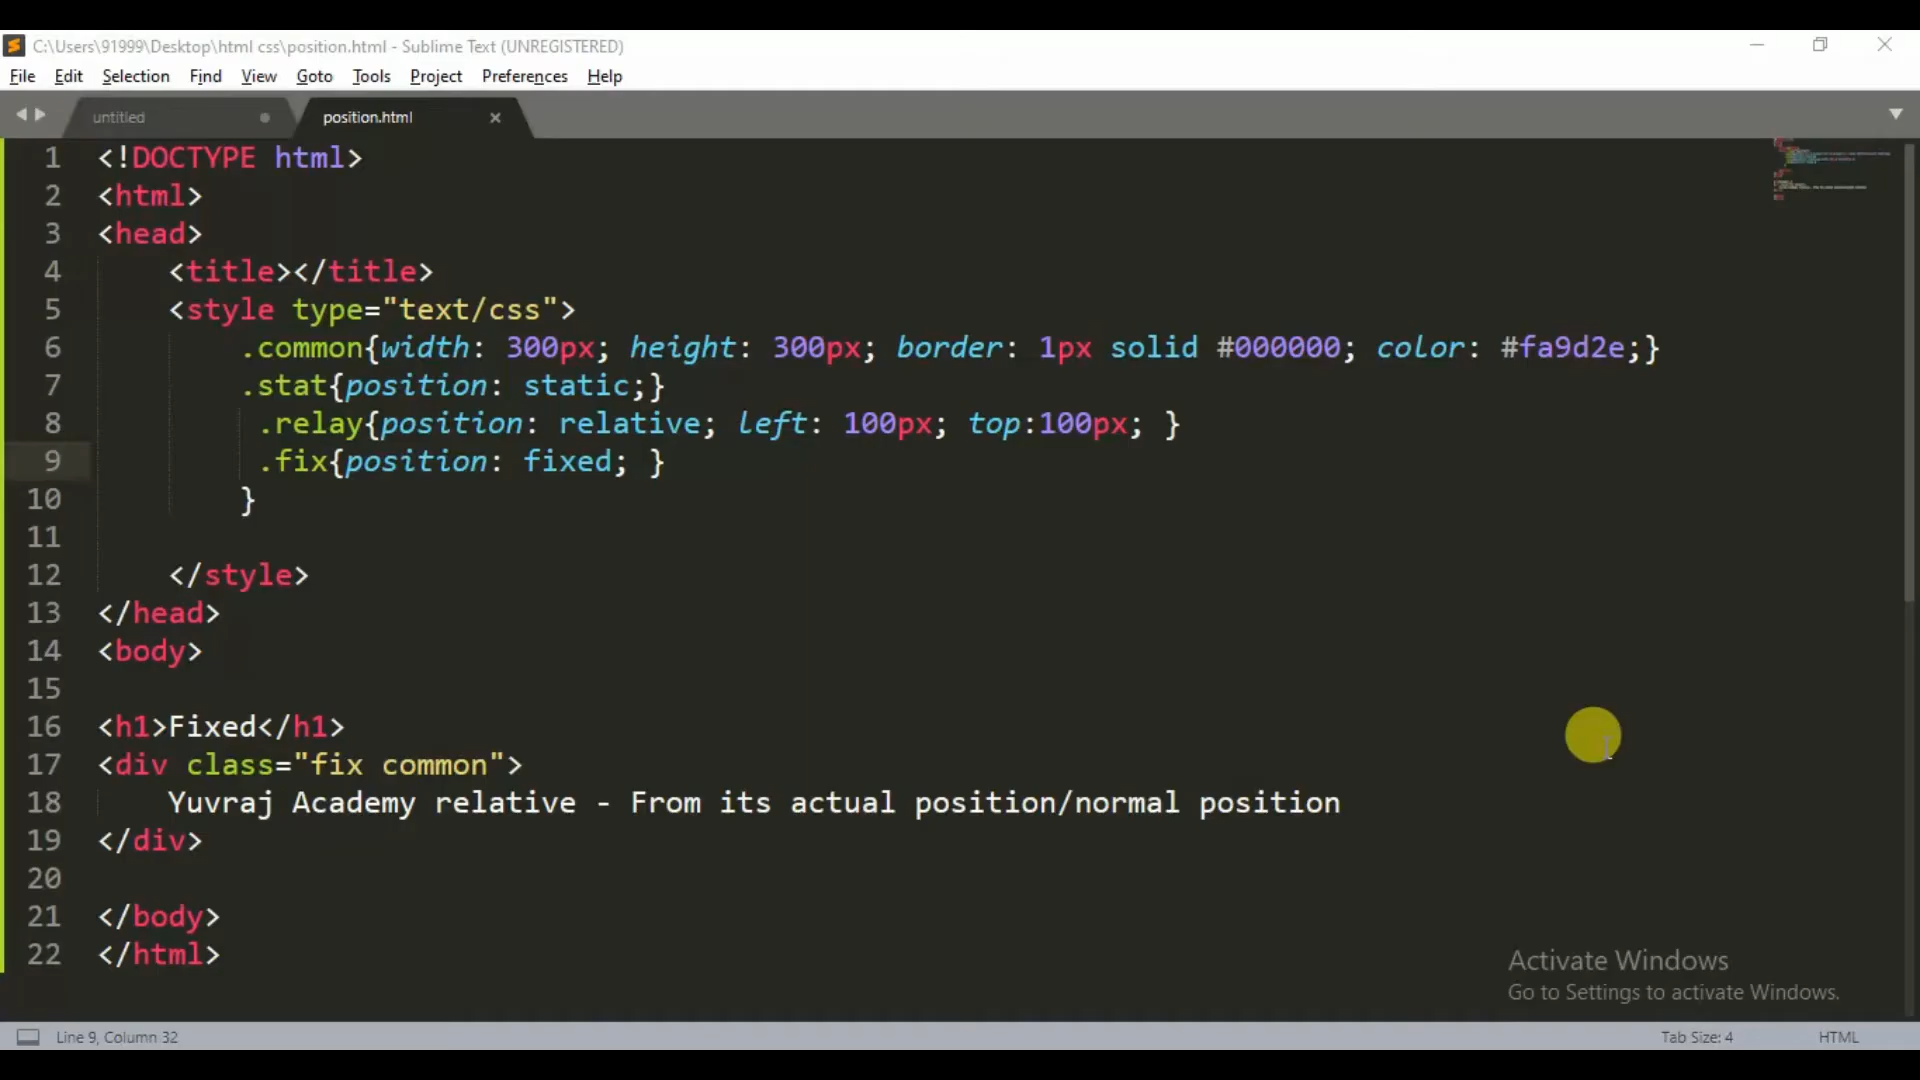 C:\Users\91999\Desktop\html css\position.html - Sublime Text (UNREGISTERED)
File Edit Selection Find View Goto Tools Project Preferences Help
untitled position.html
1 <!DOCTYPE html>
2 <html>
3 <head>
4 <title></title>
5 <style type="text/css">
6 .common{width: 300px; height: 300px; border: 1px solid #000000; color: #fa9d2e;}
7 .stat{position: static;}
8 .relay{position: relative; left: 100px; top:100px; }
9 .fix{position: fixed; }
10 }
11
12 </style>
13 </head>
14 <body>
15
16 <h1>Fixed</h1>
17 <div class="fix common">
18 Yuvraj Academy relative - From its actual position/normal position
19 </div>
20
21 </body>
22 </html>
Activate Windows
Go to Settings to activate Windows.
Line 9, Column 32 Tab Size: 4 HTML